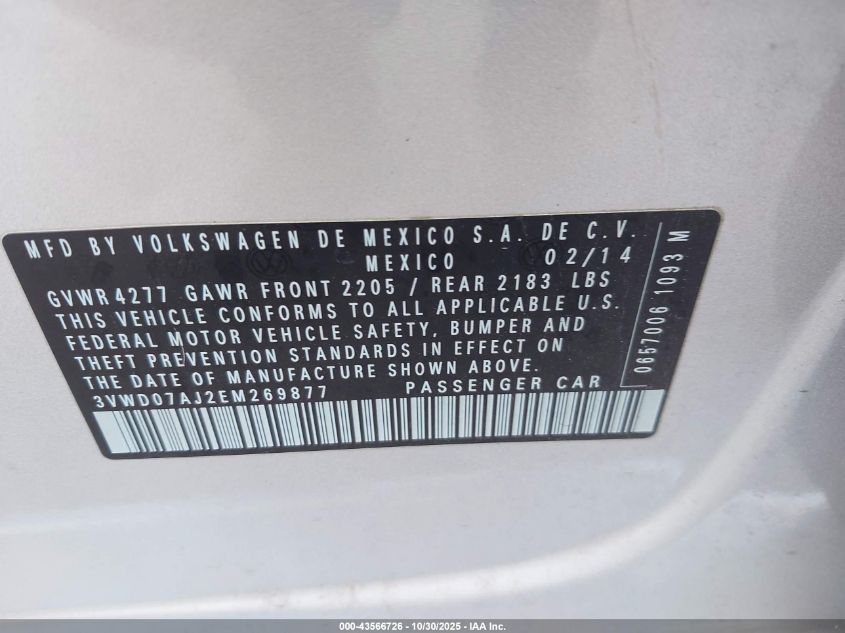 MFD BY VOLKSWAGEN DE MEXICO S.A. DE C.V.
MEXICO 02/14
GVWR 4277 GAWR FRONT 2205 / REAR 2183 LBS
THIS VEHICLE CONFORMS TO ALL APPLICABLE U.S.
FEDERAL MOTOR VEHICLE SAFETY, BUMPER AND
THEFT PREVENTION STANDARDS IN EFFECT ON
THE DATE OF MANUFACTURE SHOWN ABOVE.
3VWD07AJ2EM269877 PASSENGER CAR
0657006 1093 M
000-43566726 - 10/30/2025 - IAA Inc.